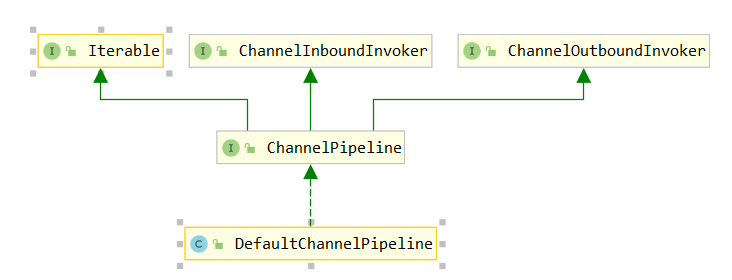 I Iterable
I ChannelInboundInvoker
I ChannelOutboundInvoker
I ChannelPipeline
C DefaultChannelPipeline